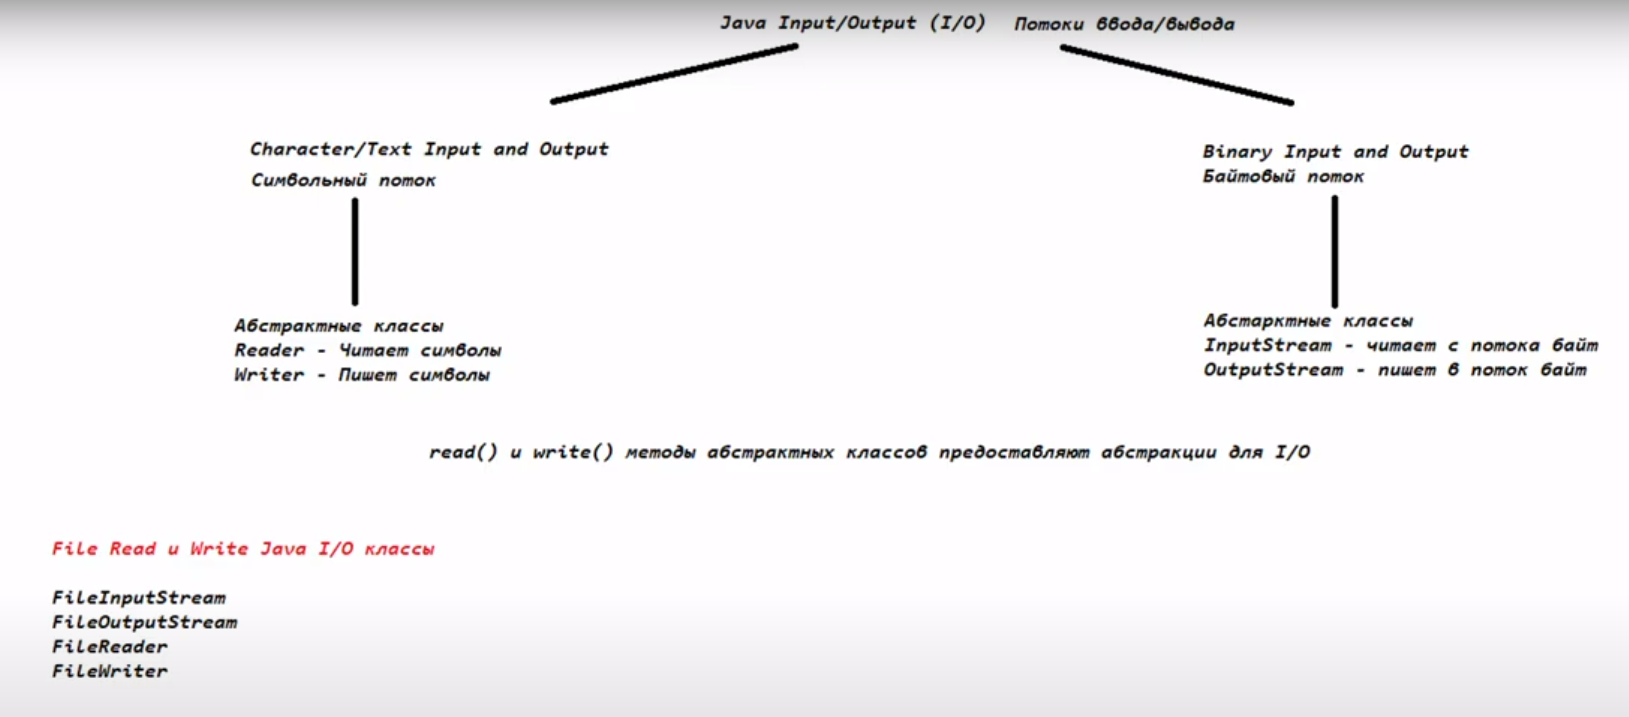 Java Input/Output (I/O) Потоки ввода/вывода
Character/Text Input and Output
Символьный поток
Binary Input and Output
Байтовый поток
Абстрактные классы
Reader - Читает символы
Writer - Пишет символы
Абстарктные классы
InputStream - читает с потока байт
OutputStream - пишет в поток байт
read() и write() методы абстрактных классов предоставляют абстракции для I/O
File Read и Write Java I/O классы
FileInputStream
FileOutputStream
FileReader
FileWriter